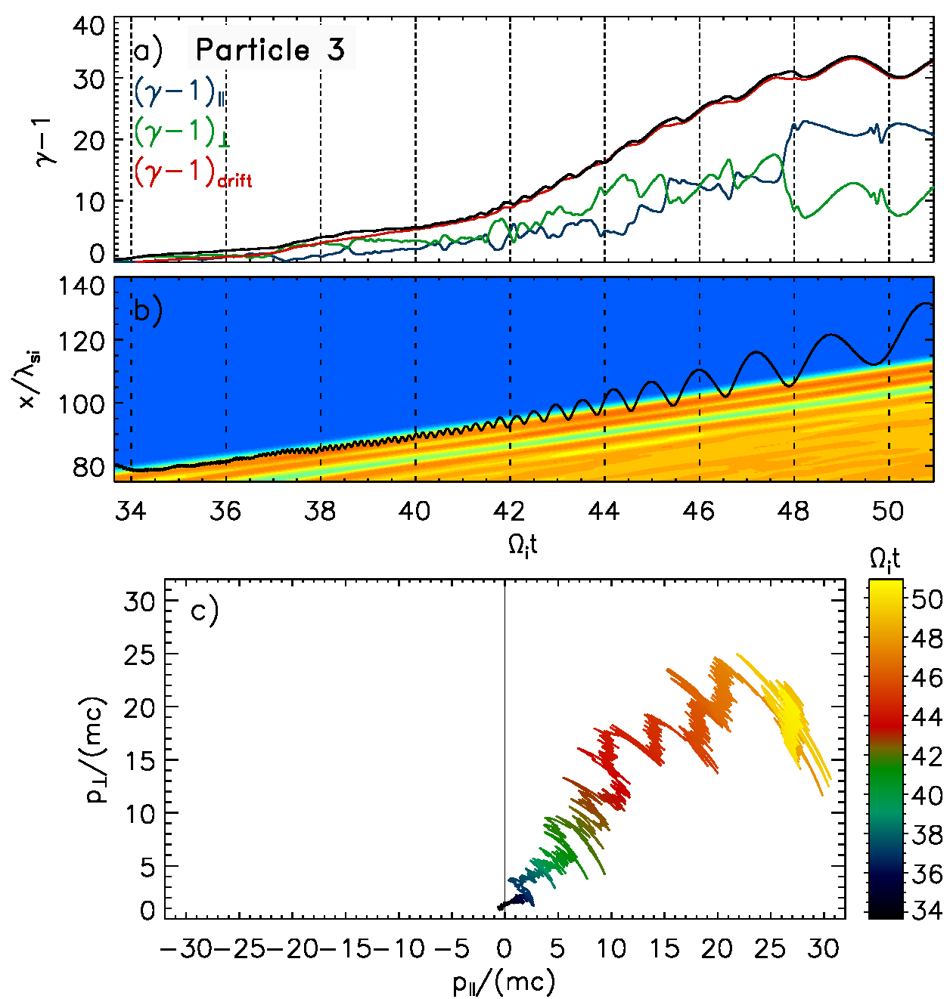 40
30
20
10
0
γ−1
a) Particle 3
(γ−1)∥
(γ−1)⊥
(γ−1)drift
140
120
100
80
x/λsi
b)
34 36 38 40 42 44 46 48 50
Ωit
Ωit
30
25
20
15
10
5
0
p⊥/(mc)
c)
50
48
46
44
42
40
38
36
34
−30 −25 −20 −15 −10 −5 0 5 10 15 20 25 30
p∥/(mc)